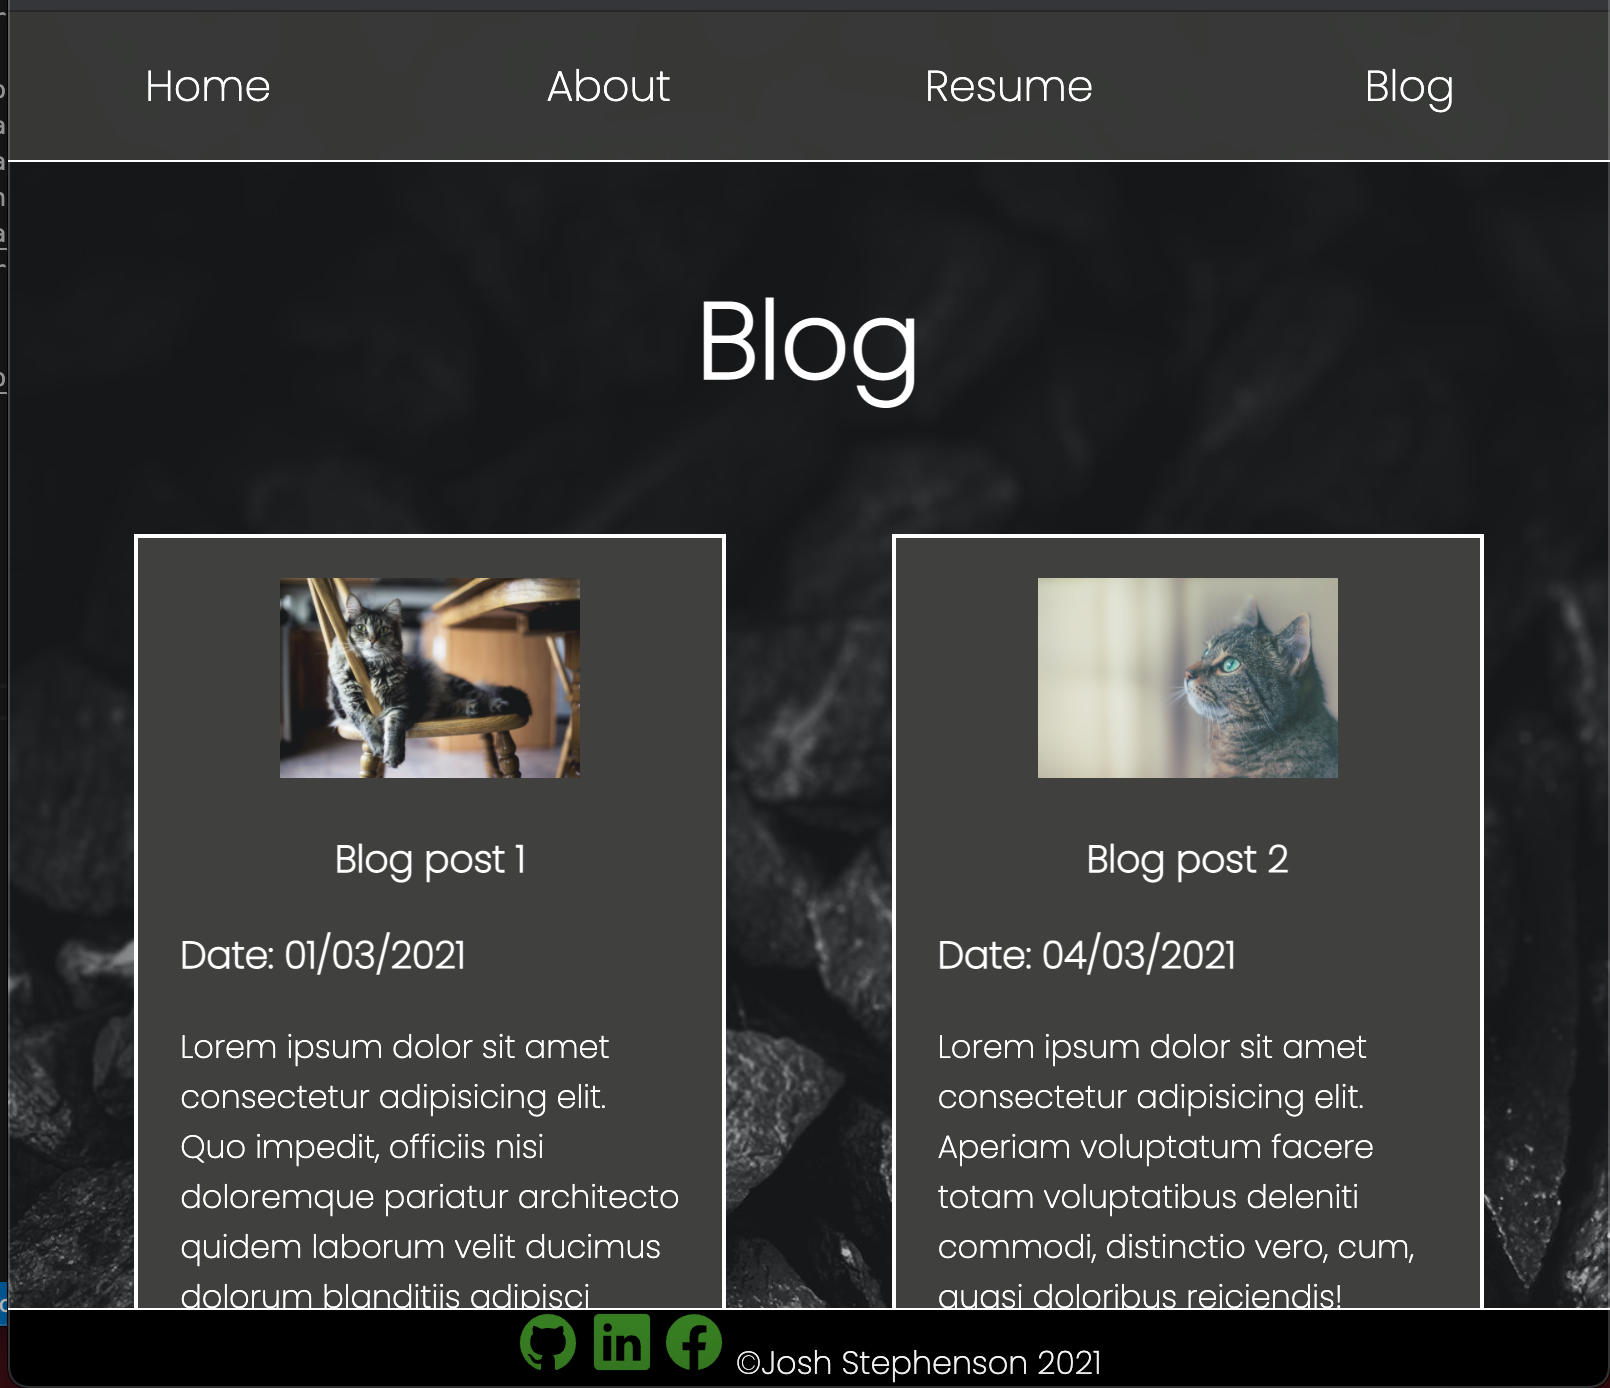 Home About Resume Blog
Blog
Blog post 1
Date: 01/03/2021
Lorem ipsum dolor sit amet
consectetur adipisicing elit.
Quo impedit, officiis nisi
doloremque pariatur architecto
quidem laborum velit ducimus
dolorum blanditiis adipisci
Blog post 2
Date: 04/03/2021
Lorem ipsum dolor sit amet
consectetur adipisicing elit.
Aperiam voluptatum facere
totam voluptatibus deleniti
commodi, distinctio vero, cum,
quasi doloribus reiciendis!
in
©Josh Stephenson 2021